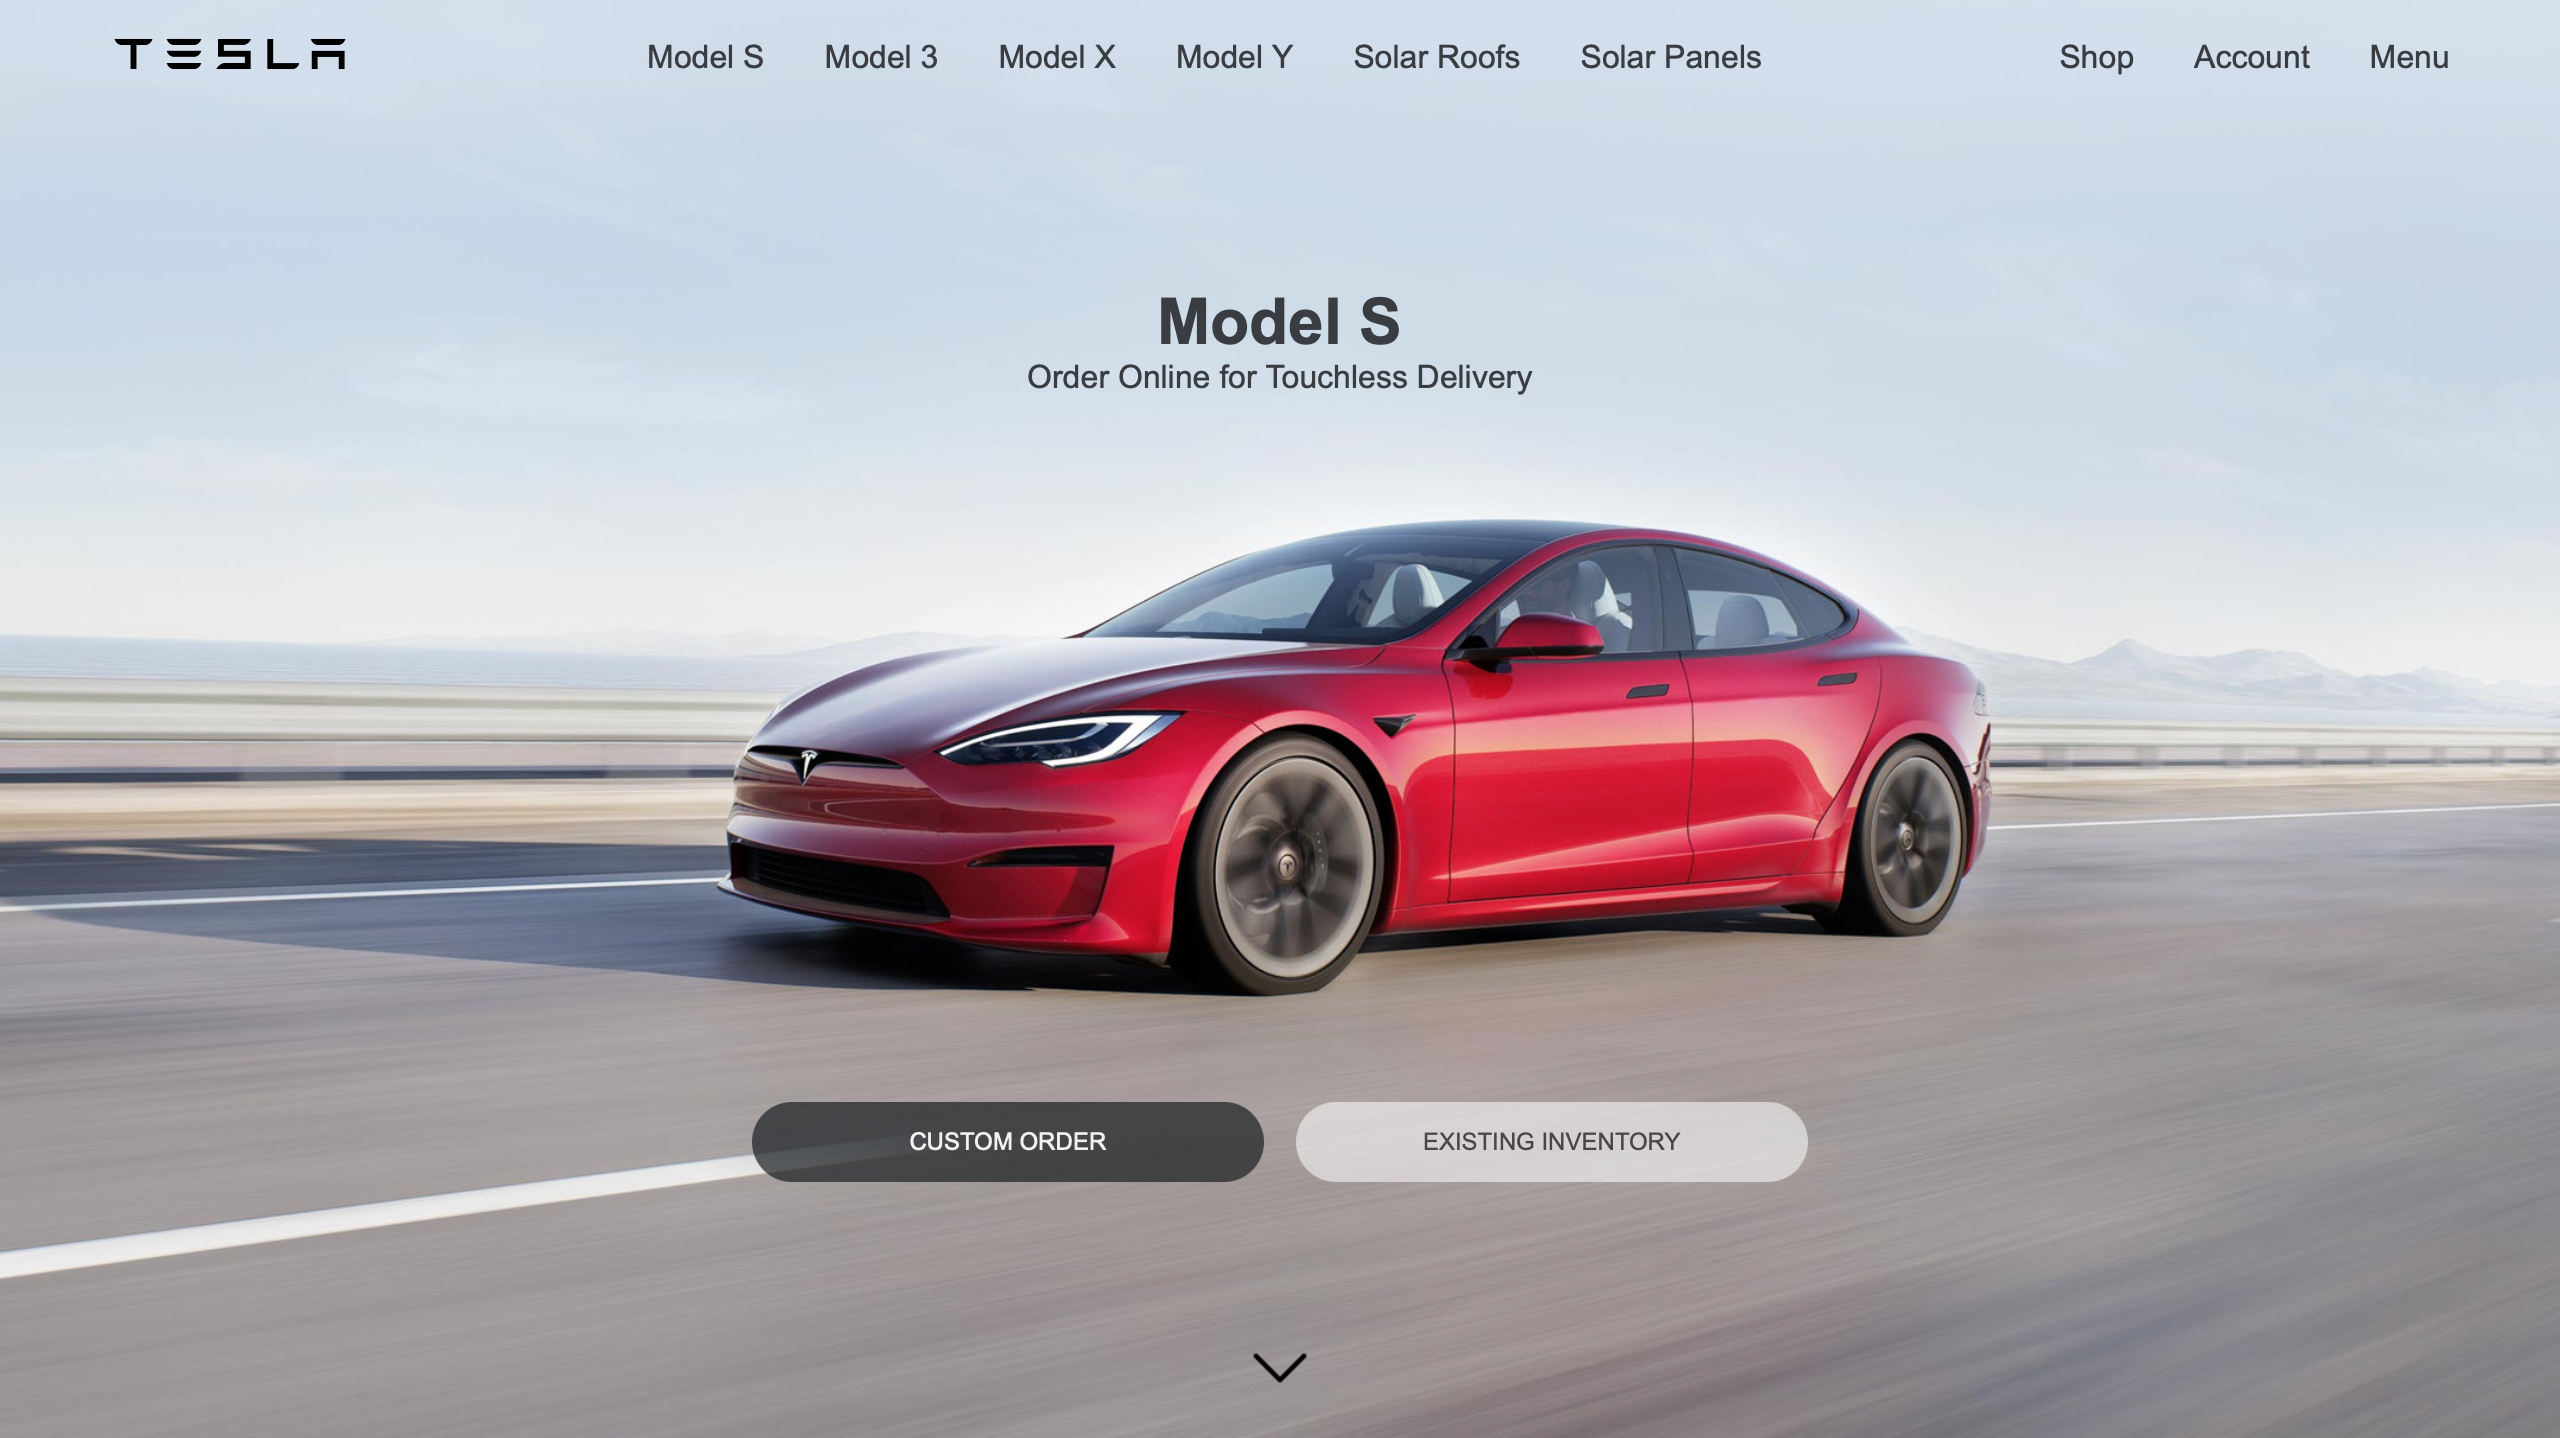 TESLA Model S Model 3 Model X Model Y Solar Roofs Solar Panels Shop Account Menu
Model S
Order Online for Touchless Delivery
CUSTOM ORDER EXISTING INVENTORY